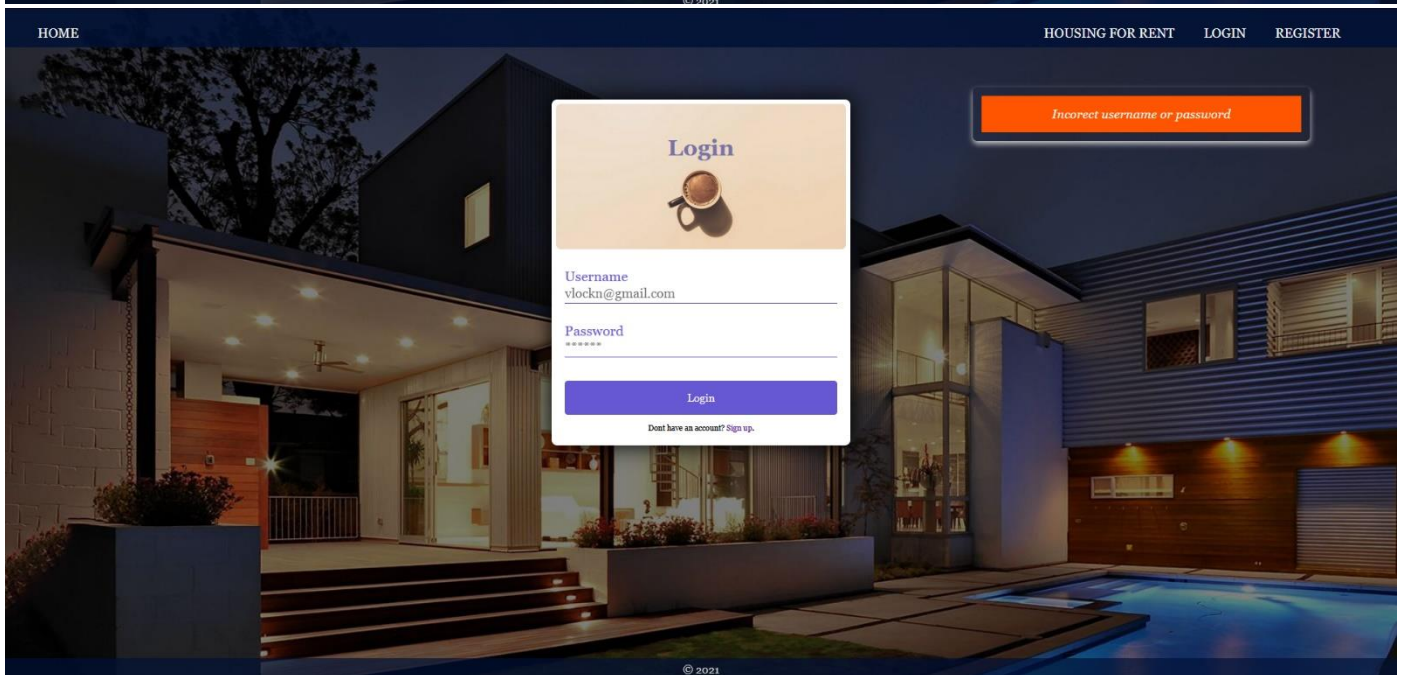 © 2021
HOME HOUSING FOR RENT LOGIN REGISTER
Incorect username or password
Login
Username
vlockn@gmail.com
Password
******
Login
Dont have an account? Sign up.
© 2021